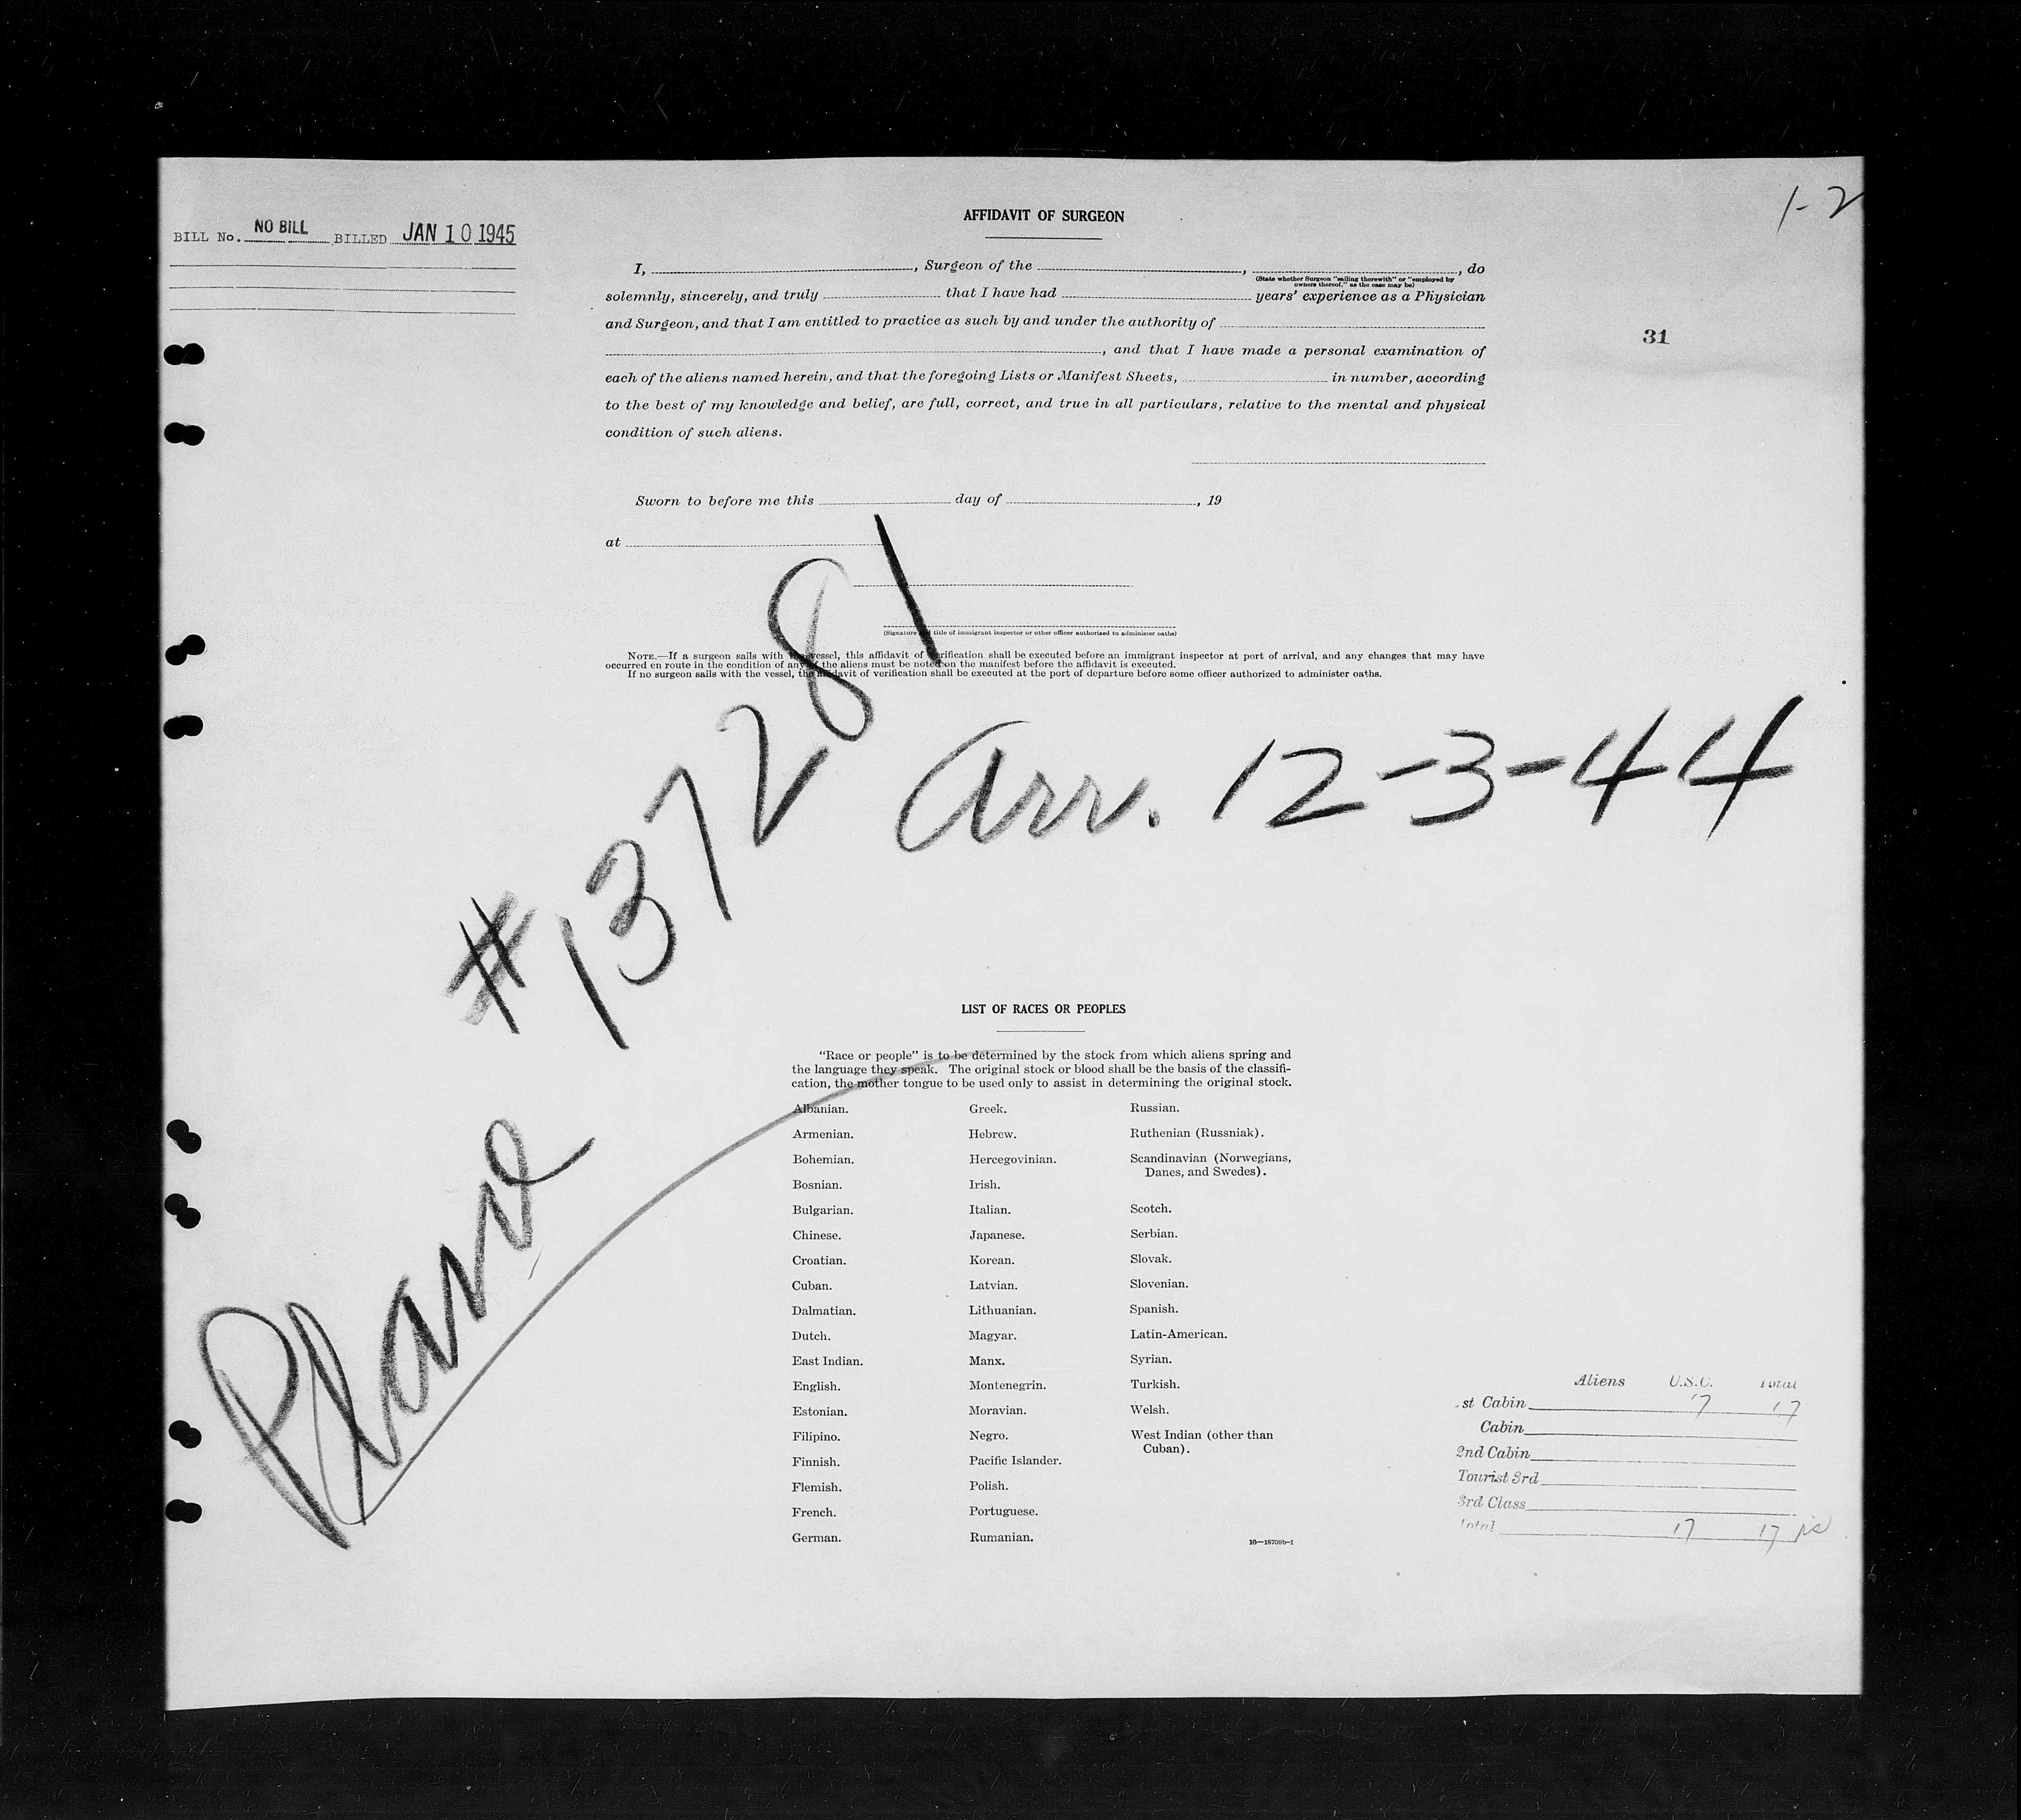 1-2
BILL No. NO BILL BILLED JAN 10 1945
AFFIDAVIT OF SURGEON
I, , Surgeon of the , , do
(State whether Surgeon "sailing therewith" or "employed by
owners thereof," as the case may be)
solemnly, sincerely, and truly that I have had years' experience as a Physician
and Surgeon, and that I am entitled to practice as such by and under the authority of
, and that I have made a personal examination of
31
each of the aliens named herein, and that the foregoing Lists or Manifest Sheets, in number, according
to the best of my knowledge and belief, are full, correct, and true in all particulars, relative to the mental and physical
condition of such aliens.
Sworn to before me this day of , 19
at
(Signature and title of immigrant inspector or other officer authorized to administer oaths)
NOTE.—If a surgeon sails with the vessel, this affidavit of verification shall be executed before an immigrant inspector at port of arrival, and any changes that may have
occurred en route in the condition of any of the aliens must be noted on the manifest before the affidavit is executed.
If no surgeon sails with the vessel, the affidavit of verification shall be executed at the port of departure before some officer authorized to administer oaths.
Plane #137281
Arr. 12-3-44
LIST OF RACES OR PEOPLES
"Race or people" is to be determined by the stock from which aliens spring and
the language they speak. The original stock or blood shall be the basis of the classifi-
cation, the mother tongue to be used only to assist in determining the original stock.
Albanian.
Armenian.
Bohemian.
Bosnian.
Bulgarian.
Chinese.
Croatian.
Cuban.
Dalmatian.
Dutch.
East Indian.
English.
Estonian.
Filipino.
Finnish.
Flemish.
French.
German.
Greek.
Hebrew.
Hercegovinian.
Irish.
Italian.
Japanese.
Korean.
Latvian.
Lithuanian.
Magyar.
Manx.
Montenegrin.
Moravian.
Negro.
Pacific Islander.
Polish.
Portuguese.
Rumanian.
Russian.
Ruthenian (Russniak).
Scandinavian (Norwegians,
Danes, and Swedes).
Scotch.
Serbian.
Slovak.
Slovenian.
Spanish.
Latin-American.
Syrian.
Turkish.
Welsh.
West Indian (other than
Cuban).
16—18709b-1
Aliens U.S.C. Total
st Cabin 17 17
Cabin
2nd Cabin
Tourist 3rd
3rd Class
Total 17 17